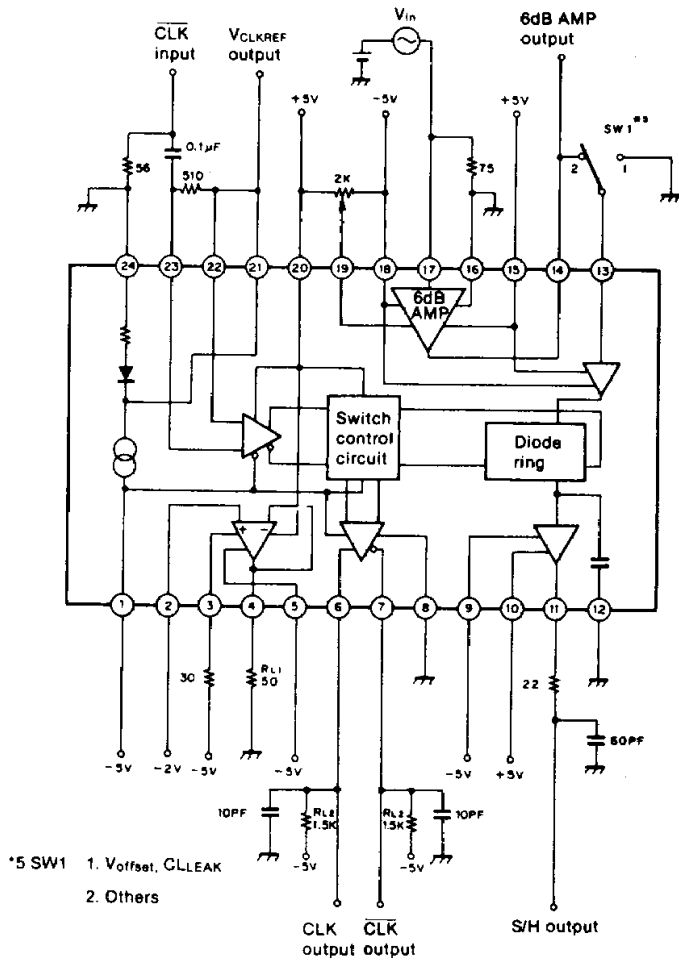 C̅L̅K̅ input
VCLKREF output
Vin
6dB AMP output
+5V
-5V
+5V
SW1*5
0.1μF
56
510
2K
75
2
1
24
23
22
21
20
19
18
17
16
15
14
13
6dB AMP
Switch control circuit
Diode ring
+
-
1
2
3
4
5
6
7
8
9
10
11
12
30
RL1 50
22
-5V
-2V
-5V
-5V
-5V
+5V
60PF
10PF
RL2 1.5K
-5V
RL2 1.5K
-5V
10PF
*5 SW1 1. Voffset, CLLEAK
2. Others
CLK output
C̅L̅K̅ output
S/H output